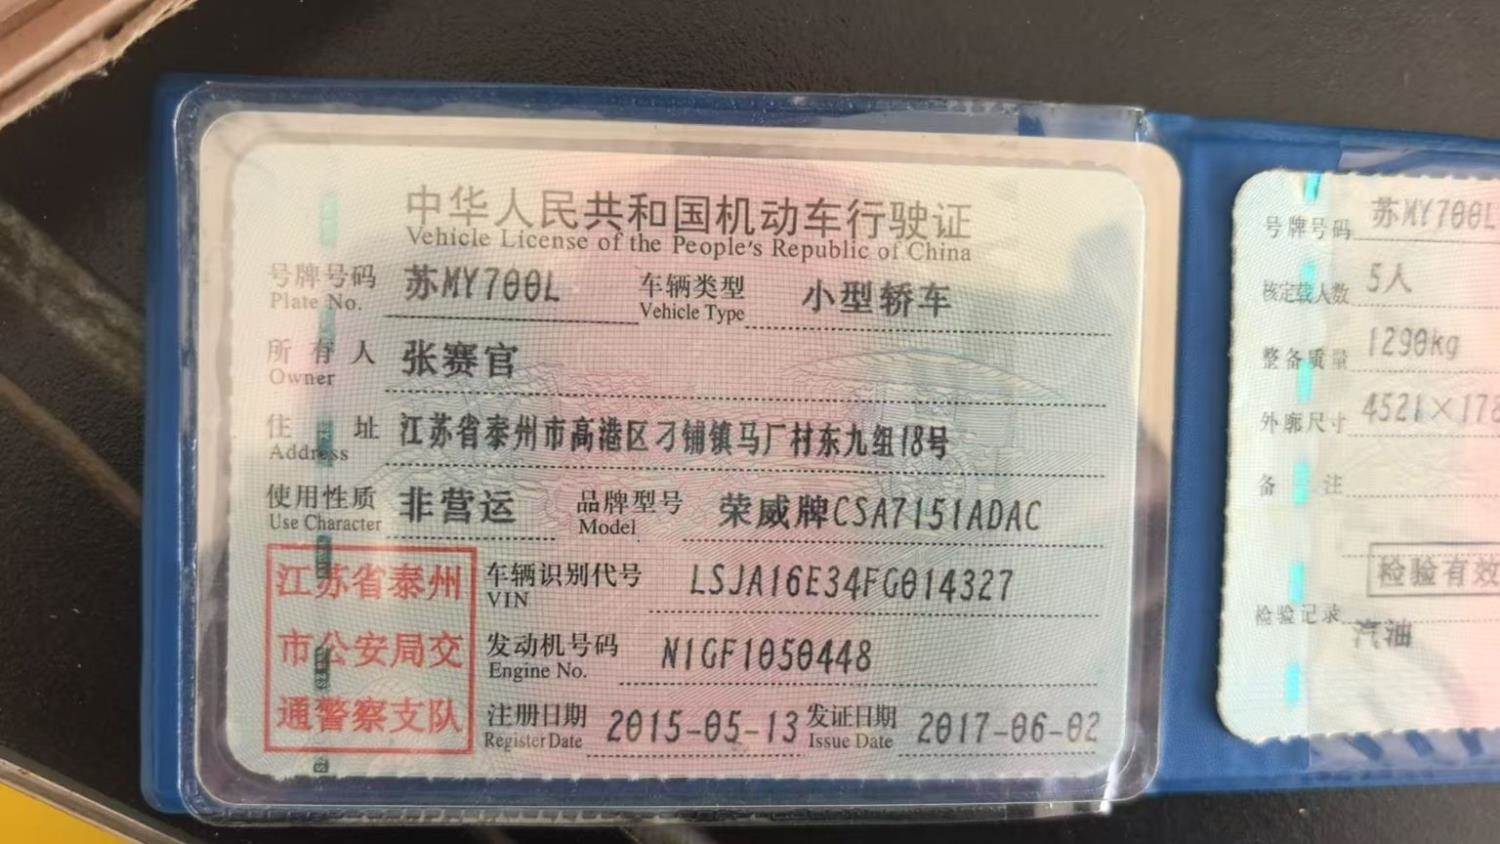 中华人民共和国机动车行驶证
Vehicle License of the People's Republic of China
号牌号码 苏MY700L 车辆类型 小型轿车
Plate No. Vehicle Type
所有人 张赛官
Owner
住址 江苏省泰州市高港区刁铺镇马厂村东九组18号
Address
使用性质 非营运 品牌型号 荣威牌CSA7151ADAC
Use Character Model
江苏省泰州
市公安局交
通警察支队
车辆识别代号 LSJA16E34FG014327
VIN
发动机号码 N1GF1050448
Engine No.
注册日期 2015-05-13 发证日期 2017-06-02
Register Date Issue Date
号牌号码 苏MY700L
核定载人数 5人
整备质量 1290kg
外廓尺寸 4521×178
备注
检验有效
检验记录
汽油